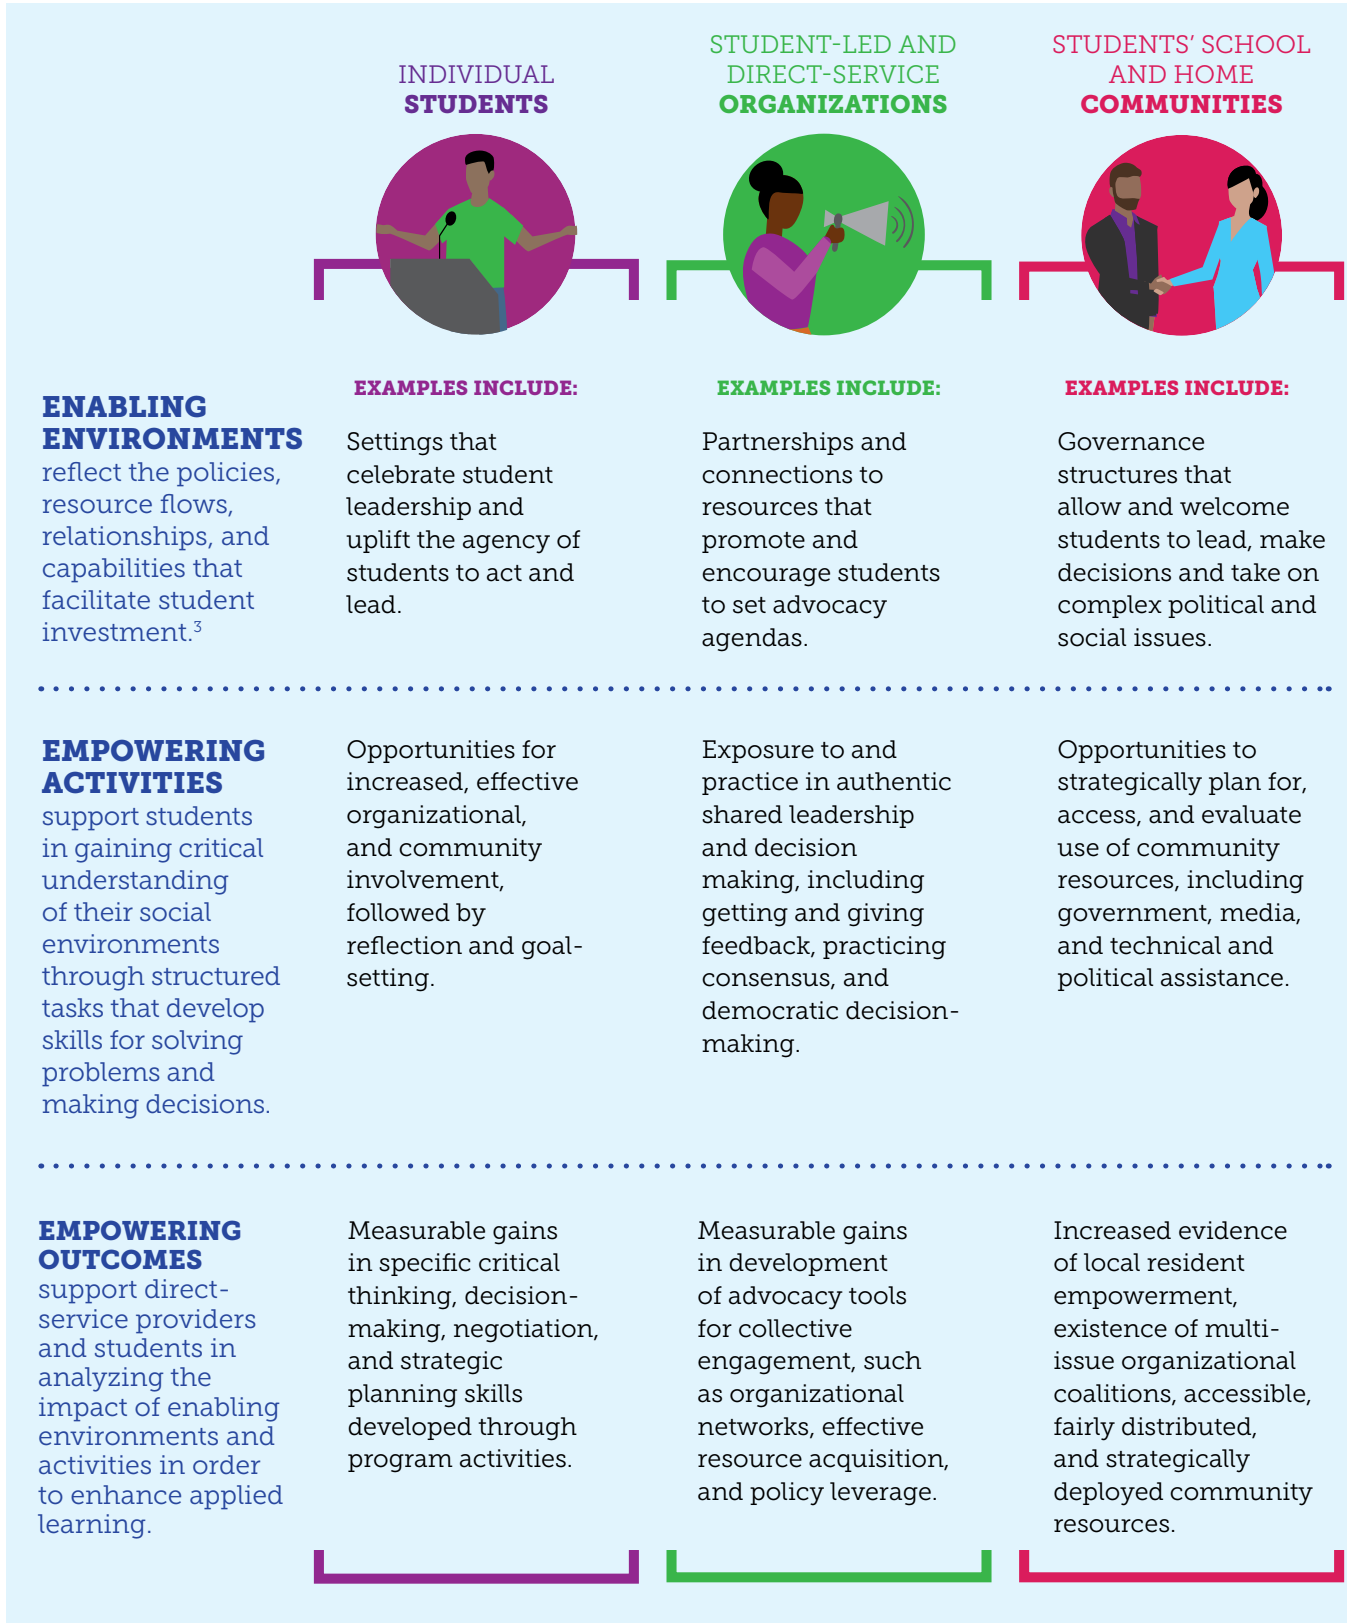 INDIVIDUAL
STUDENTS
STUDENT-LED AND
DIRECT-SERVICE
ORGANIZATIONS
STUDENTS’ SCHOOL
AND HOME
COMMUNITIES
ENABLING
ENVIRONMENTS
reflect the policies,
resource flows,
relationships, and
capabilities that
facilitate student
investment.3
EXAMPLES INCLUDE:
Settings that
celebrate student
leadership and
uplift the agency of
students to act and
lead.
EXAMPLES INCLUDE:
Partnerships and
connections to
resources that
promote and
encourage students
to set advocacy
agendas.
EXAMPLES INCLUDE:
Governance
structures that
allow and welcome
students to lead, make
decisions and take on
complex political and
social issues.
EMPOWERING
ACTIVITIES
support students
in gaining critical
understanding
of their social
environments
through structured
tasks that develop
skills for solving
problems and
making decisions.
Opportunities for
increased, effective
organizational,
and community
involvement,
followed by
reflection and goal-
setting.
Exposure to and
practice in authentic
shared leadership
and decision
making, including
getting and giving
feedback, practicing
consensus, and
democratic decision-
making.
Opportunities to
strategically plan for,
access, and evaluate
use of community
resources, including
government, media,
and technical and
political assistance.
EMPOWERING
OUTCOMES
support direct-
service providers
and students in
analyzing the
impact of enabling
environments and
activities in order
to enhance applied
learning.
Measurable gains
in specific critical
thinking, decision-
making, negotiation,
and strategic
planning skills
developed through
program activities.
Measurable gains
in development
of advocacy tools
for collective
engagement, such
as organizational
networks, effective
resource acquisition,
and policy leverage.
Increased evidence
of local resident
empowerment,
existence of multi-
issue organizational
coalitions, accessible,
fairly distributed,
and strategically
deployed community
resources.